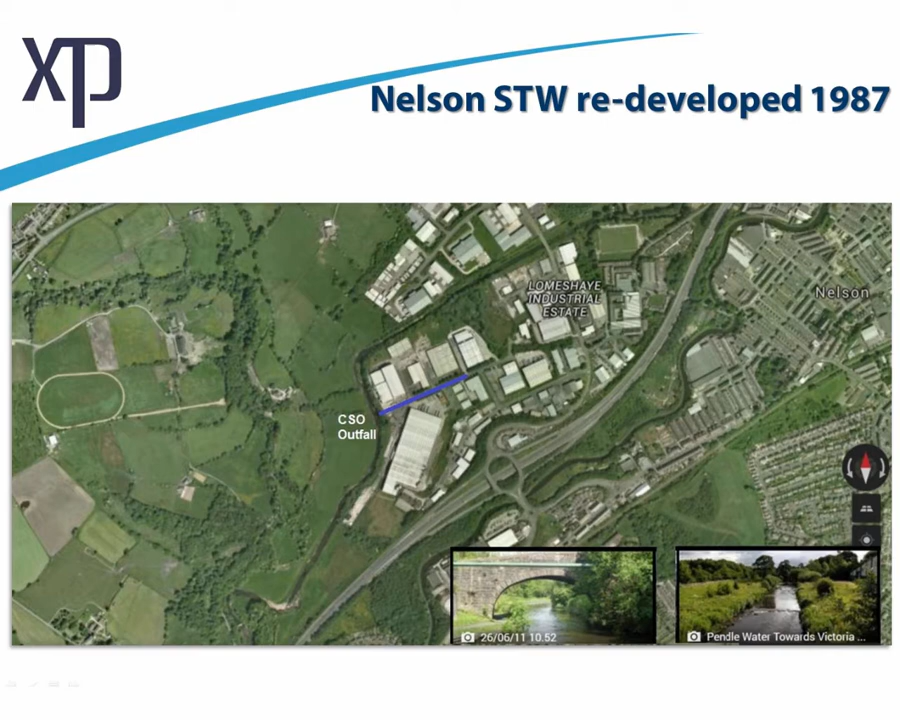 xp
Nelson STW re-developed 1987
LOMESHAYE
INDUSTRIAL
ESTATE
Nelson
CSO
Outfall
26/06/11 10.52
Pendle Water Towards Victoria ...